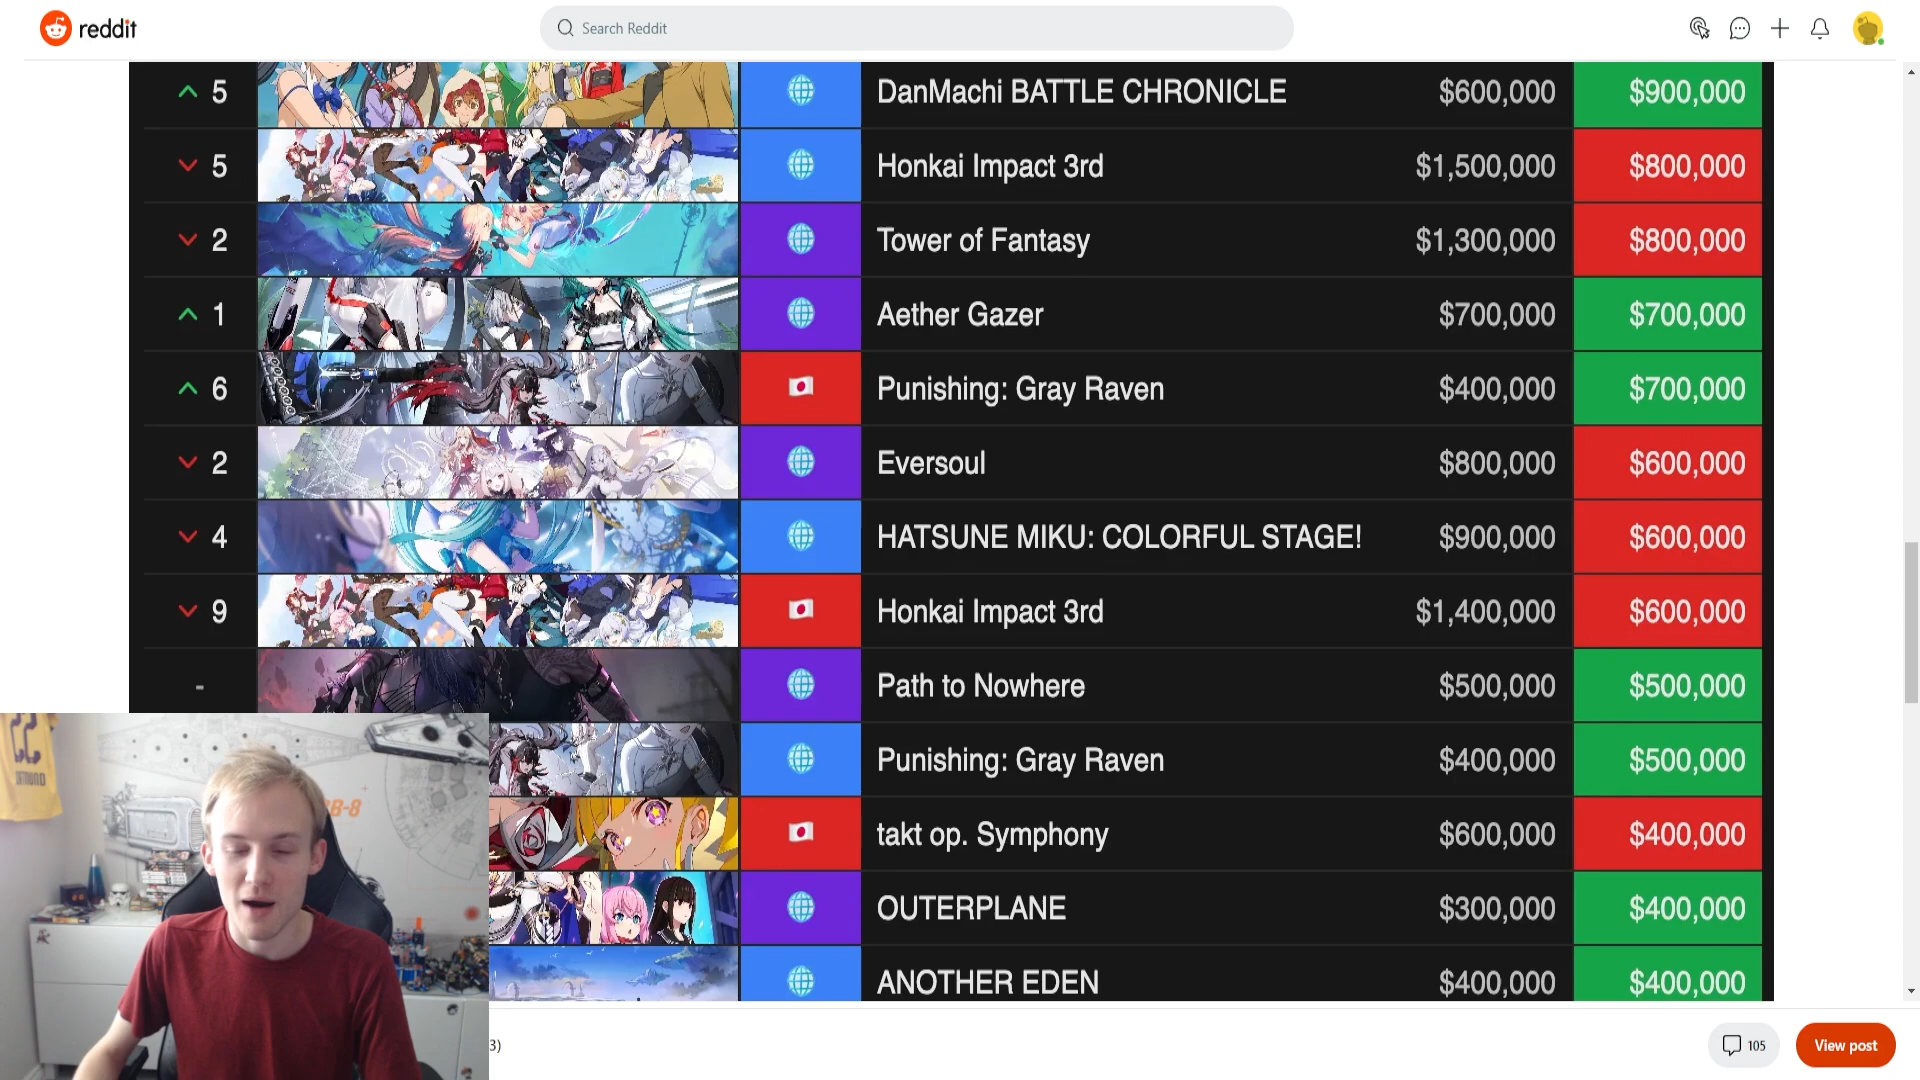 reddit
Search Reddit
5 DanMachi BATTLE CHRONICLE $600,000 $900,000
5 Honkai Impact 3rd $1,500,000 $800,000
2 Tower of Fantasy $1,300,000 $800,000
1 Aether Gazer $700,000 $700,000
6 Punishing: Gray Raven $400,000 $700,000
2 Eversoul $800,000 $600,000
4 HATSUNE MIKU: COLORFUL STAGE! $900,000 $600,000
9 Honkai Impact 3rd $1,400,000 $600,000
- Path to Nowhere $500,000 $500,000
Punishing: Gray Raven $400,000 $500,000
takt op. Symphony $600,000 $400,000
OUTERPLANE $300,000 $400,000
ANOTHER EDEN $400,000 $400,000
22
BB-8
3)
105
View post